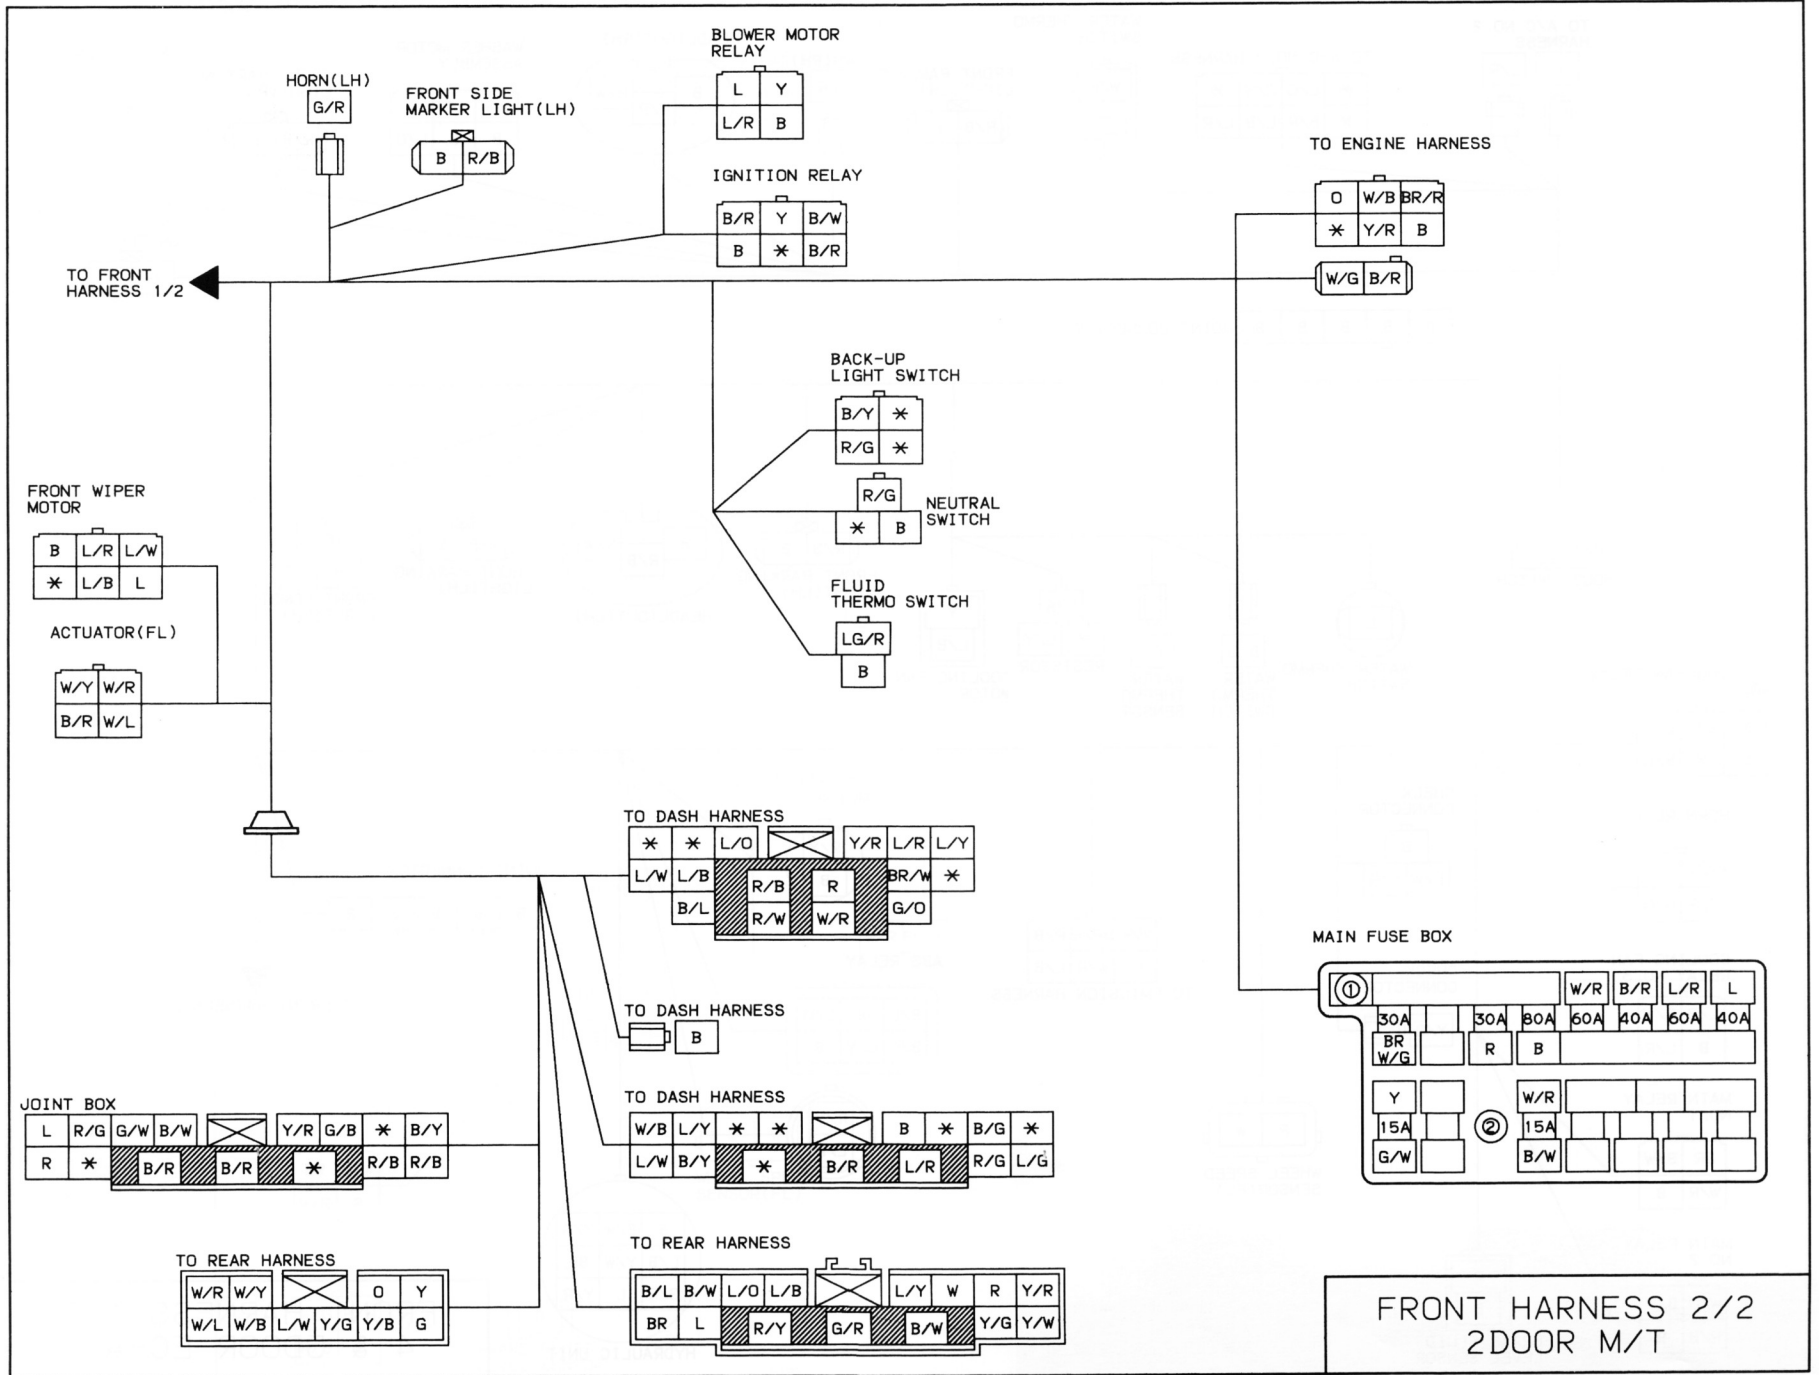 BLOWER MOTOR
RELAY
L Y
L/R B
HORN(LH)
G/R
FRONT SIDE
MARKER LIGHT(LH)
B R/B
IGNITION RELAY
B/R Y B/W
B * B/R
TO ENGINE HARNESS
O W/B BR/R
* Y/R B
W/G B/R
TO FRONT
HARNESS 1/2
BACK-UP
LIGHT SWITCH
B/Y *
R/G *
R/G
* B
NEUTRAL
SWITCH
FLUID
THERMO SWITCH
LG/R
B
FRONT WIPER
MOTOR
B L/R L/W
* L/B L
ACTUATOR(FL)
W/Y W/R
B/R W/L
TO DASH HARNESS
* * L/O Y/R L/R L/Y
L/W L/B R/B R BR/W *
B/L R/W W/R G/O
TO DASH HARNESS
B
TO DASH HARNESS
W/B L/Y * * B * B/G *
L/W B/Y * B/R L/R R/G L/G
JOINT BOX
L R/G G/W B/W Y/R G/B * B/Y
R * B/R B/R * R/B R/B
TO REAR HARNESS
W/R W/Y O Y
W/L W/B L/W Y/G Y/B G
TO REAR HARNESS
B/L B/W L/O L/B L/Y W R Y/R
BR L R/Y G/R B/W Y/G Y/W
MAIN FUSE BOX
① W/R B/R L/R L
30A 30A 80A 60A 40A 60A 40A
BR
W/G R B
Y W/R
15A ② 15A
G/W B/W
FRONT HARNESS 2/2
2DOOR M/T